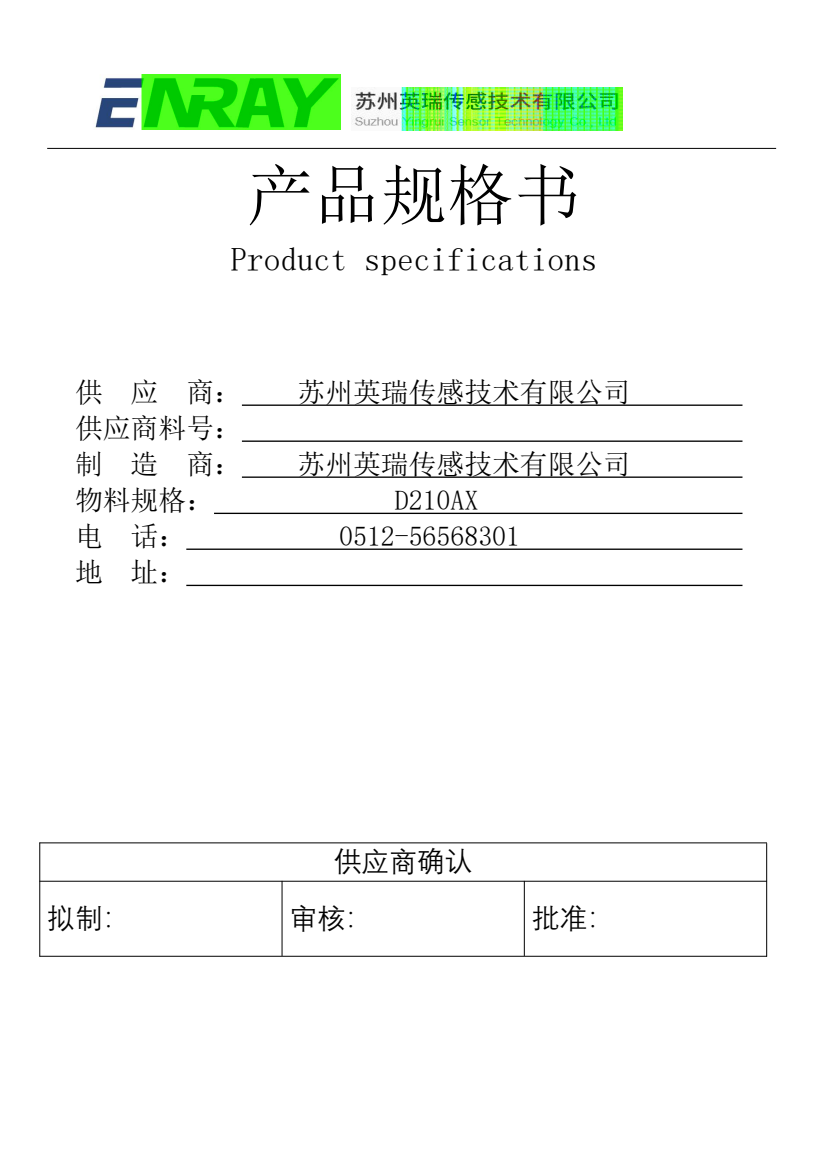 ENRAY
苏州英瑞传感技术有限公司
Suzhou Yingrui Sensor Technology Co., Ltd.
产品规格书
Product specifications
供 应 商: 苏州英瑞传感技术有限公司
供应商料号:
制 造 商: 苏州英瑞传感技术有限公司
物料规格: D210AX
电 话: 0512-56568301
地 址:
供应商确认
拟制: 审核: 批准: